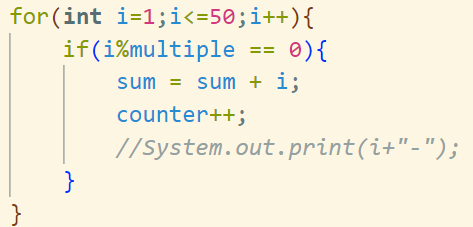 for(int i=1;i<=50;i++){
    if(i%multiple == 0){
        sum = sum + i;
        counter++;
        //System.out.print(i+"-");
    }
}